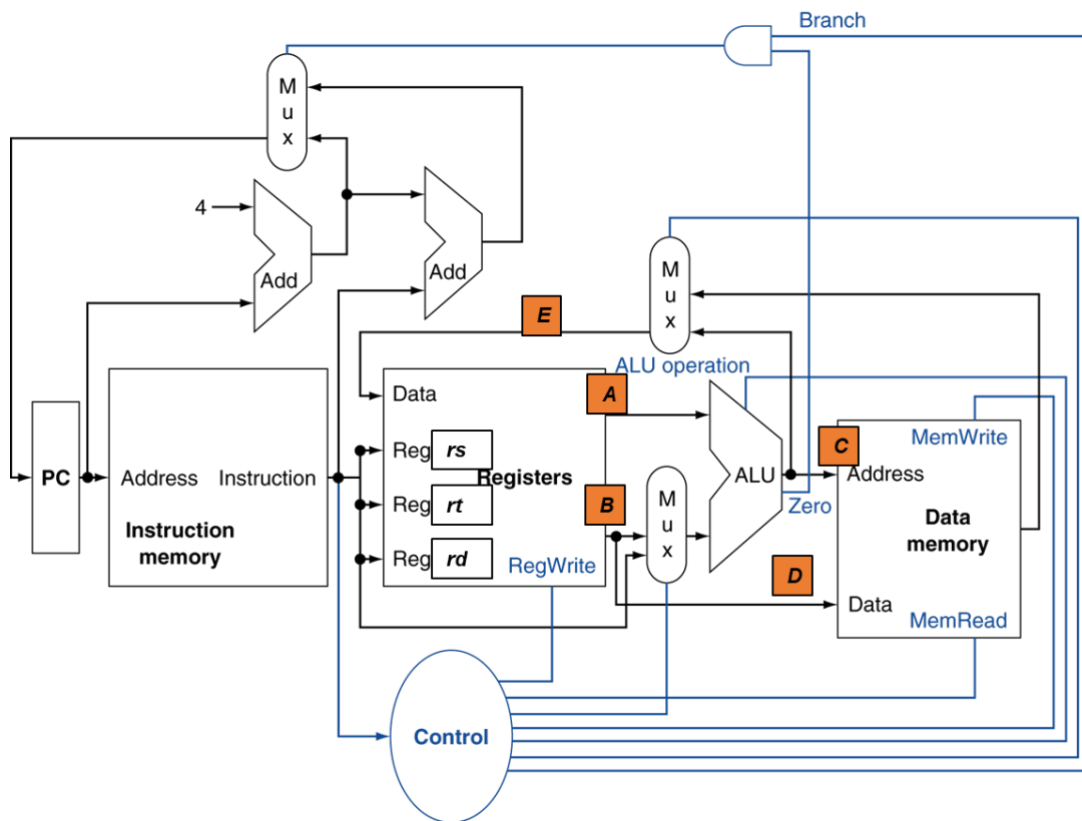 Branch
M
u
x
4
Add
Add
M
u
x
E
ALU operation
A
Data
MemWrite
C
PC
Address
Instruction
Reg
rs
Registers
ALU
Address
M
u
x
Reg
rt
B
Zero
Data
memory
Instruction
memory
Reg
rd
RegWrite
D
Data
MemRead
Control